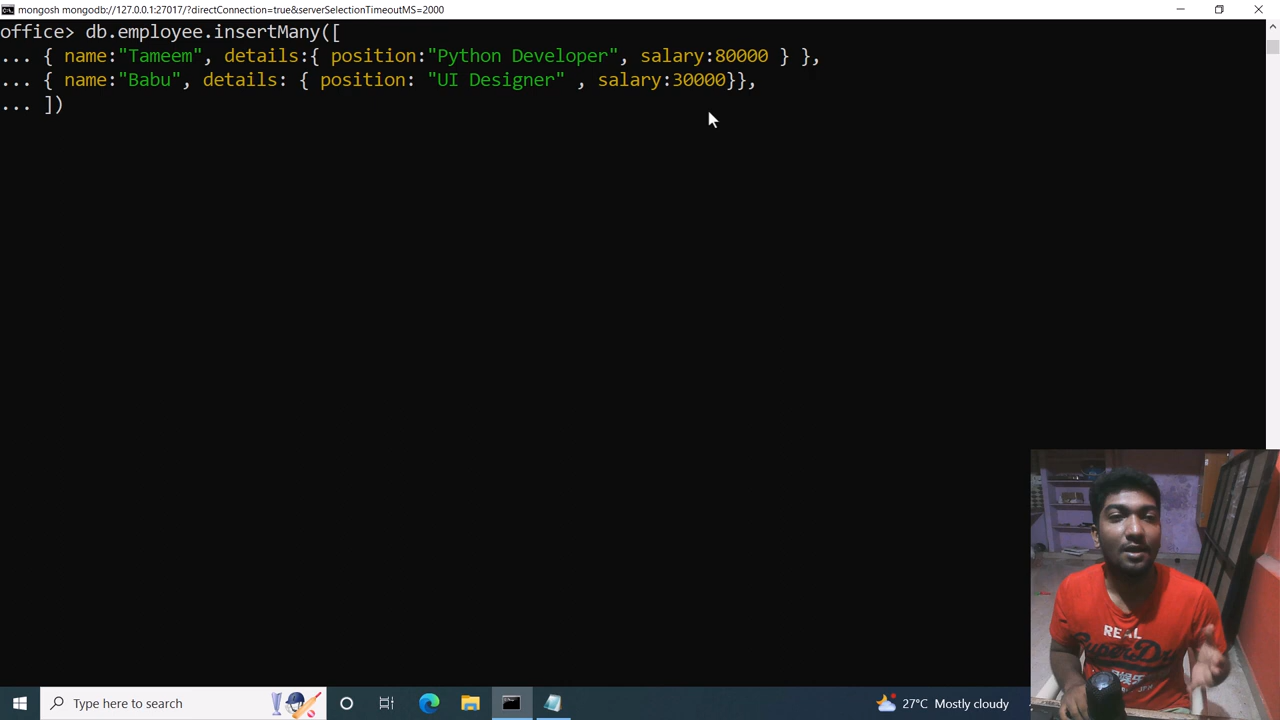 mongosh mongodb://127.0.0.1:27017/?directConnection=true&serverSelectionTimeoutMS=2000
office> db.employee.insertMany([
... { name:"Tameem", details:{ position:"Python Developer", salary:80000 } },
... { name:"Babu", details: { position: "UI Designer" , salary:30000}},
... ])
REAL
SuperDry
Type here to search
27°C Mostly cloudy